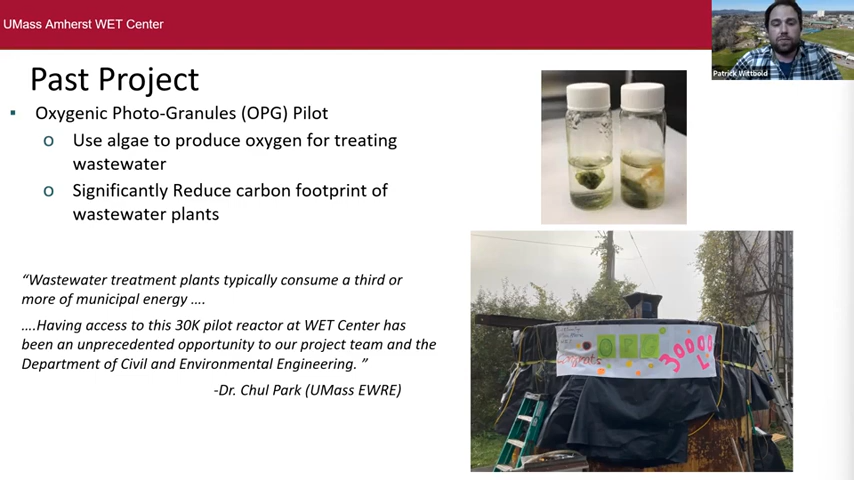 UMass Amherst WET Center
Patrick Wittbold
Past Project
▪ Oxygenic Photo-Granules (OPG) Pilot
o Use algae to produce oxygen for treating
wastewater
o Significantly Reduce carbon footprint of
wastewater plants
“Wastewater treatment plants typically consume a third or
more of municipal energy ....
....Having access to this 30K pilot reactor at WET Center has
been an unprecedented opportunity to our project team and the
Department of Civil and Environmental Engineering. ”
-Dr. Chul Park (UMass EWRE)
OPG
30000
L